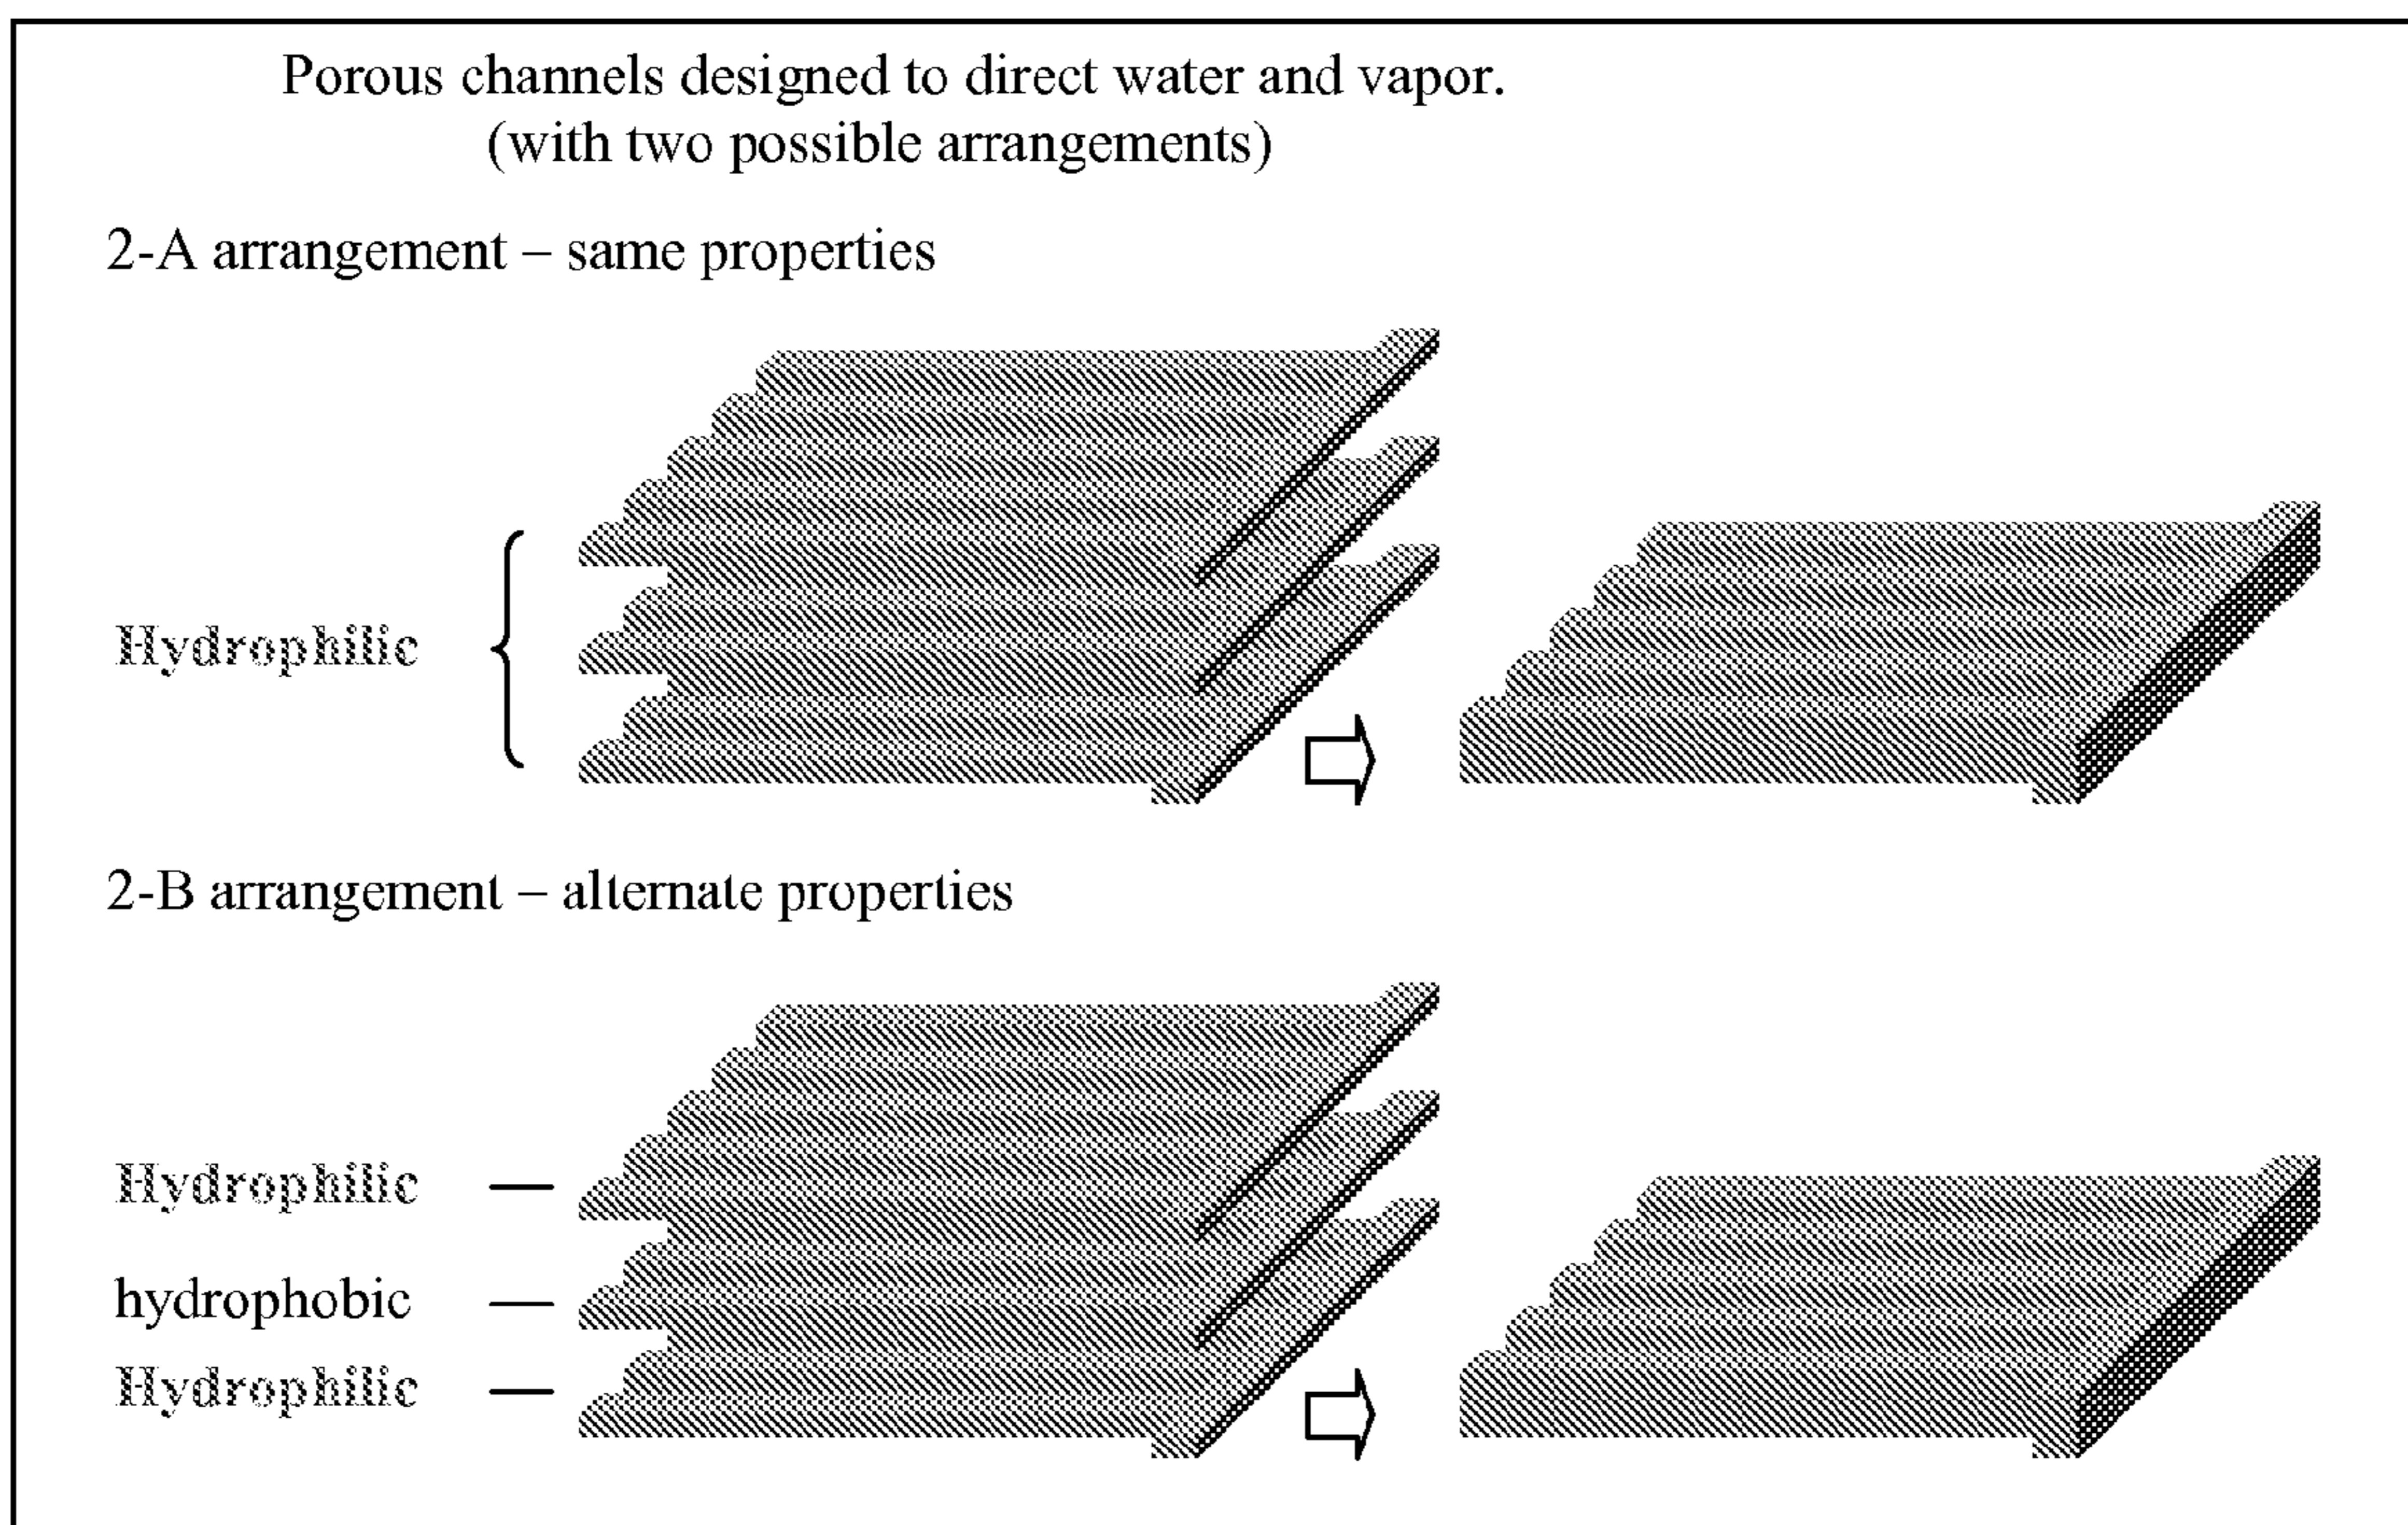 Porous channels designed to direct water and vapor.
(with two possible arrangements)
2-A arrangement – same properties
Hydrophilic
2-B arrangement – alternate properties
Hydrophilic
hydrophobic
Hydrophilic